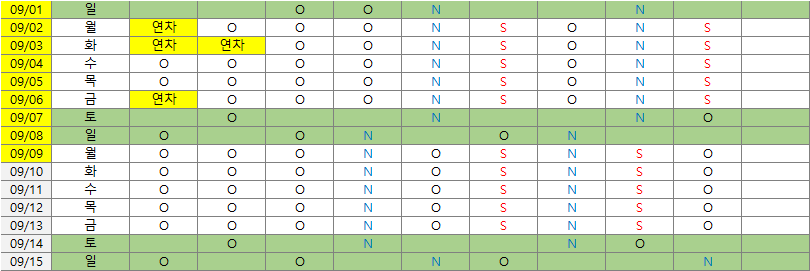 09/01 일 O O N N
09/02 월 연차 O O O N S O N S
09/03 화 연차 연차 O O N S O N S
09/04 수 O O O O N S O N S
09/05 목 O O O O N S O N S
09/06 금 연차 O O O N S O N S
09/07 토 O N N O
09/08 일 O O N O N
09/09 월 O O O N O S N S O
09/10 화 O O O N O S N S O
09/11 수 O O O N O S N S O
09/12 목 O O O N O S N S O
09/13 금 O O O N O S N S O
09/14 토 O N N O
09/15 일 O O N O N